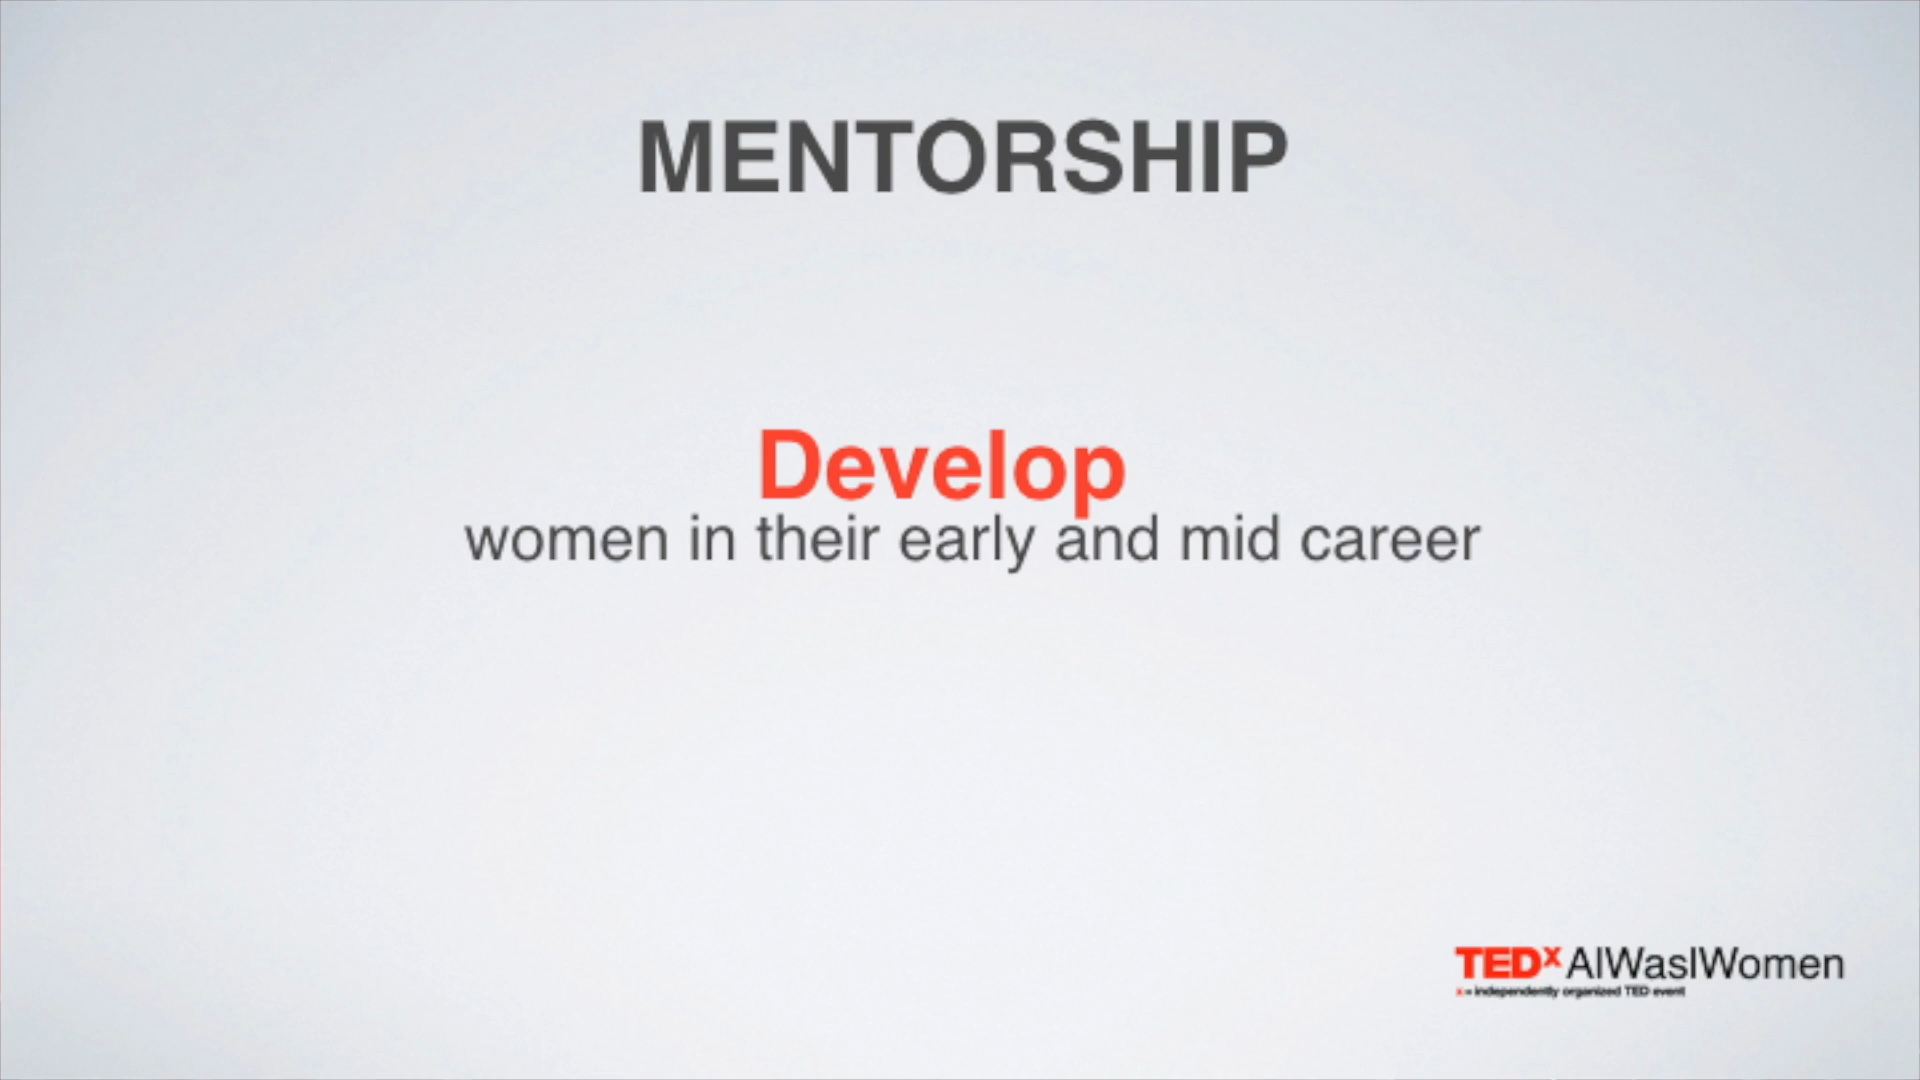 MENTORSHIP
Develop
women in their early and mid career
TEDx AlWaslWomen
x = independently organized TED event